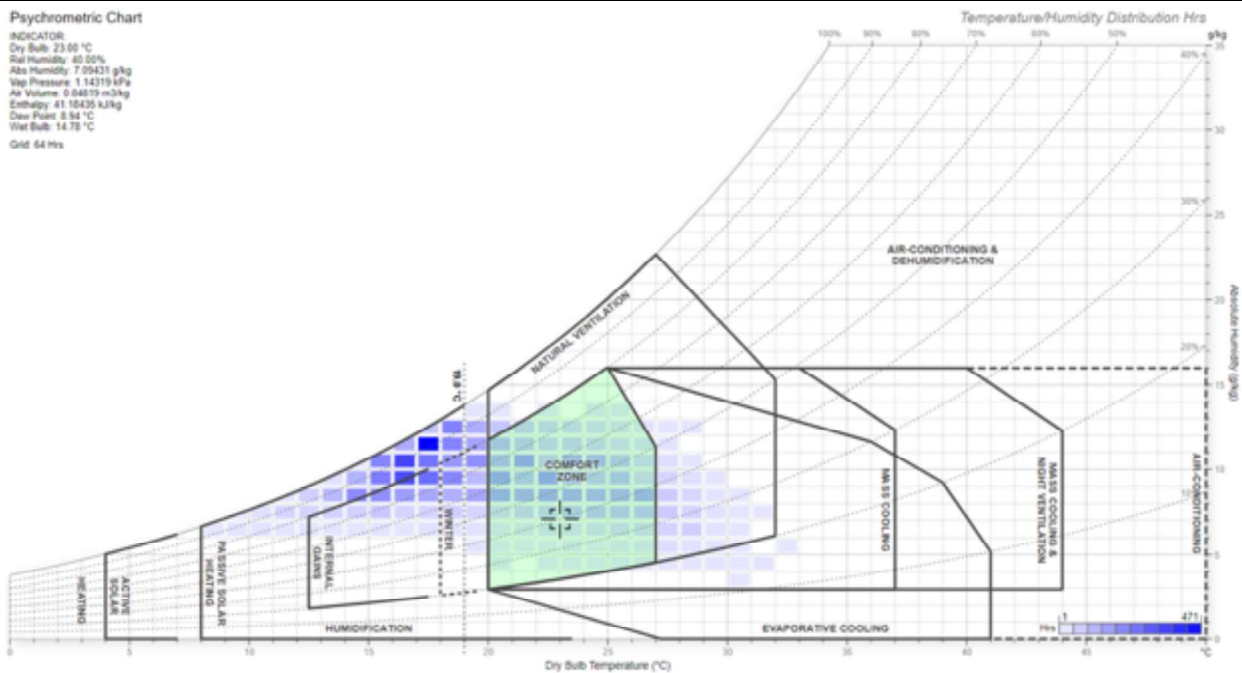 Psychrometric Chart
Temperature/Humidity Distribution Hrs
INDICATOR:
Dry Bulb: 23.00 °C
Rel Humidity: 40.00%
Abs Humidity: 7.09431 g/kg
Vap Pressure: 1.14319 kPa
Air Volume: 0.84819 m3/kg
Enthalpy: 41.18435 kJ/kg
Dew Point: 8.94 °C
Wet Bulb: 14.78 °C
Grid: 64 Hrs
100% 90% 80% 70% 60% 50%
g/kg
35
40%
30
30%
25
AIR-CONDITIONING &
DEHUMIDIFICATION
20
Absolute Humidity (g/kg)
20%
15
10
10%
5
0
NATURAL VENTILATION
COMFORT
ZONE
WINTER
INTERNAL
GAINS
PASSIVE SOLAR
HEATING
ACTIVE
SOLAR
HEATING
MASS COOLING
MASS COOLING &
NIGHT VENTILATION
AIR-CONDITIONING
HUMIDIFICATION
EVAPORATIVE COOLING
1 471
Hrs
0 5 10 15 20 25 30 35 40 45 °C
Dry Bulb Temperature (°C)